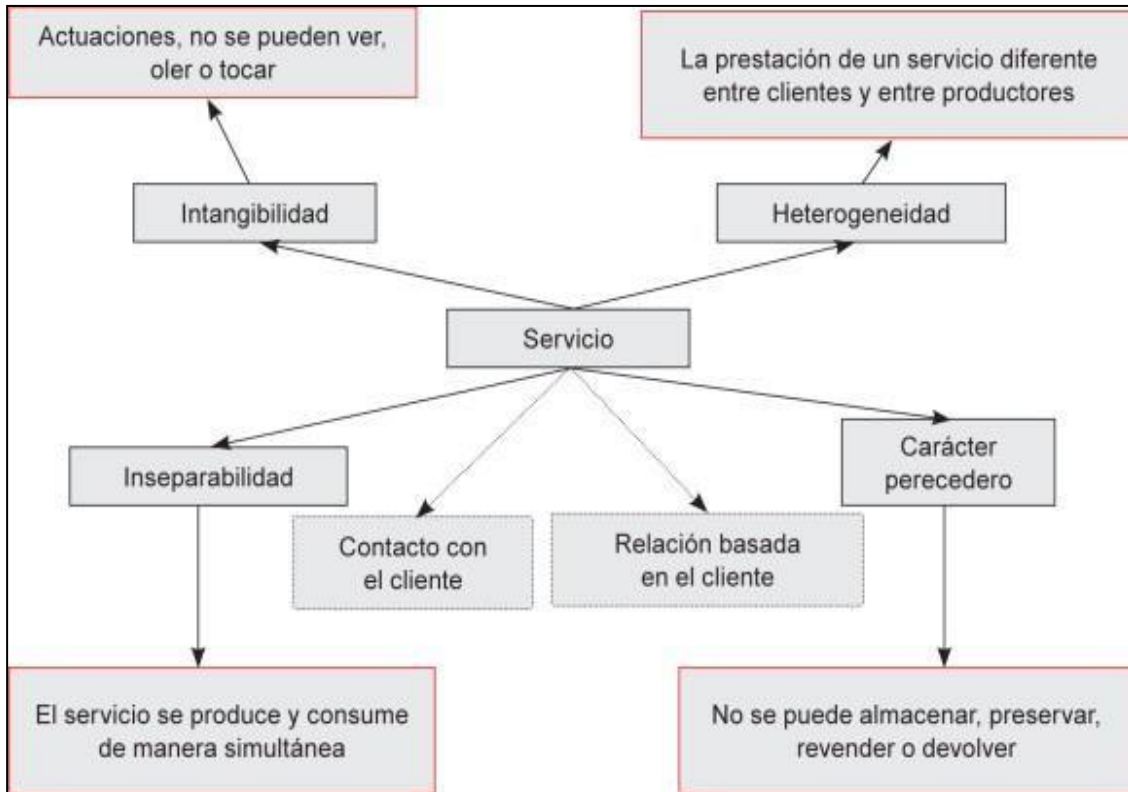 Actuaciones, no se pueden ver,
oler o tocar
La prestación de un servicio diferente
entre clientes y entre productores
Intangibilidad
Heterogeneidad
Servicio
Inseparabilidad
Carácter
perecedero
Contacto con
el cliente
Relación basada
en el cliente
El servicio se produce y consume
de manera simultánea
No se puede almacenar, preservar,
revender o devolver